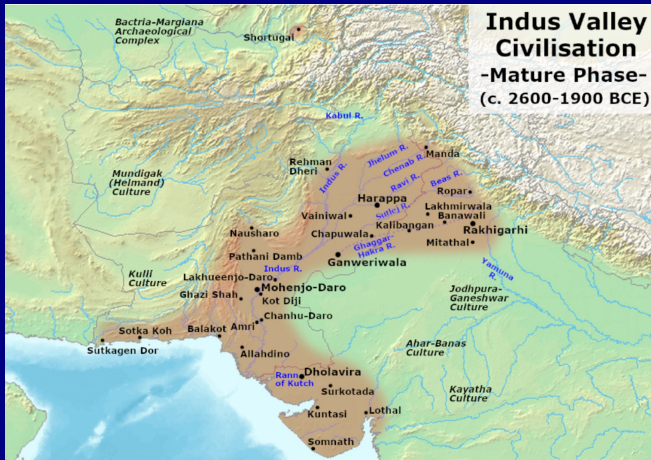 Indus Valley
Civilisation
-Mature Phase-
(c. 2600-1900 BCE)
Bactria-Margiana
Archaeological
Complex
Shortugai
Kabul R.
Mundigak
(Helmand)
Culture
Rehman
Dheri
Indus R.
Jhelum R.
Manda
Chenab R.
Ravi R.
Beas R.
Ropar
Harappa
Sutlej R.
Lakhmirwala
Vainiwal
Banawali
Kalibangan
Rakhigarhi
Nausharo
Chapuwala
Mitathal
Ghaggar-
Hakra R.
Pathani Damb
Ganweriwala
Yamuna
R.
Kulli
Culture
Indus R.
Lakhueenjo-Daro
Mohenjo-Daro
Jodhpura-
Ganeshwar
Culture
Ghazi Shah
Kot Diji
Chanhu-Daro
Sotka Koh
Balakot
Amri
Sutkagen Dor
Allahdino
Ahar-Banas
Culture
Dholavira
Rann
of Kutch
Surkotada
Kayatha
Culture
Kuntasi
Lothal
Somnath